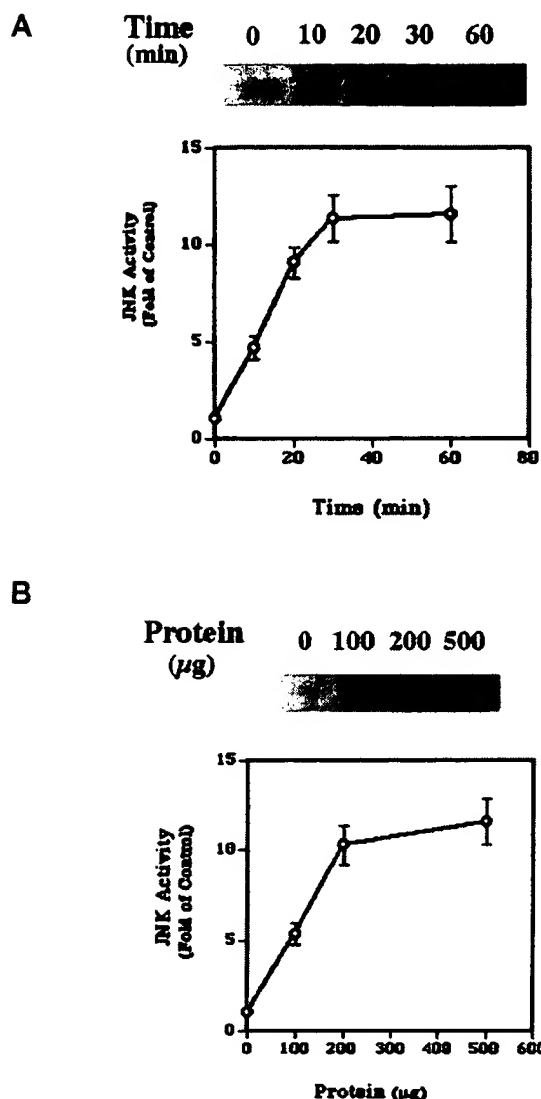 A
Time 0 10 20 30 60
(min)
15
10
5
0
JNK Activity
(Fold of Control)
0 20 40 60 80
Time (min)
B
Protein 0 100 200 500
(µg)
15
10
5
0
JNK Activity
(Fold of Control)
0 100 200 300 400 500 600
Protein (µg)